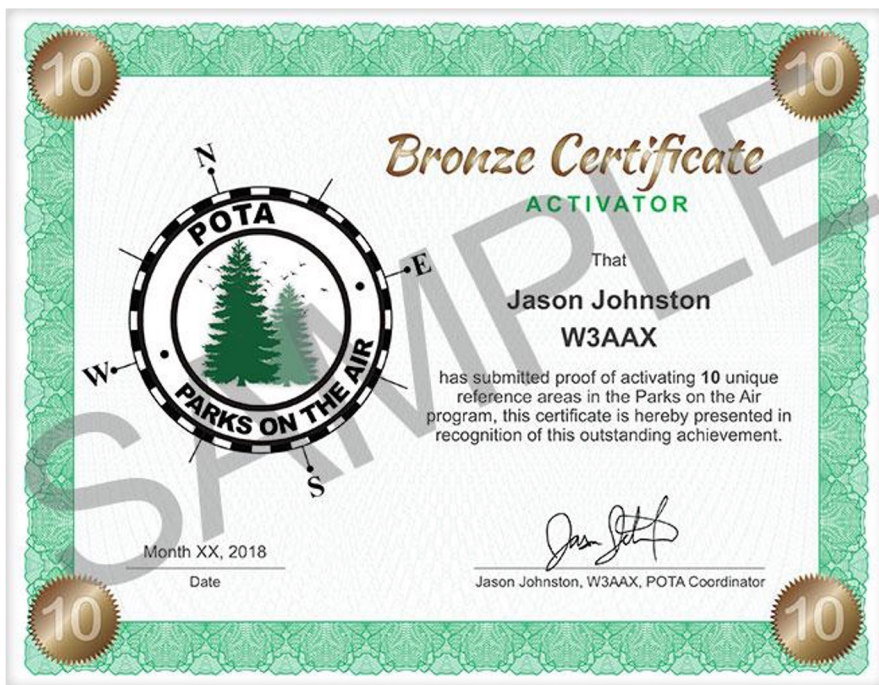 10
10
Bronze Certificate
ACTIVATOR
That
Jason Johnston
W3AAX
has submitted proof of activating 10 unique
reference areas in the Parks on the Air
program, this certificate is hereby presented in
recognition of this outstanding achievement.
N
E
S
W
POTA
PARKS ON THE AIR
SAMPLE
Month XX, 2018
Date
Jason Johnston, W3AAX, POTA Coordinator
10
10